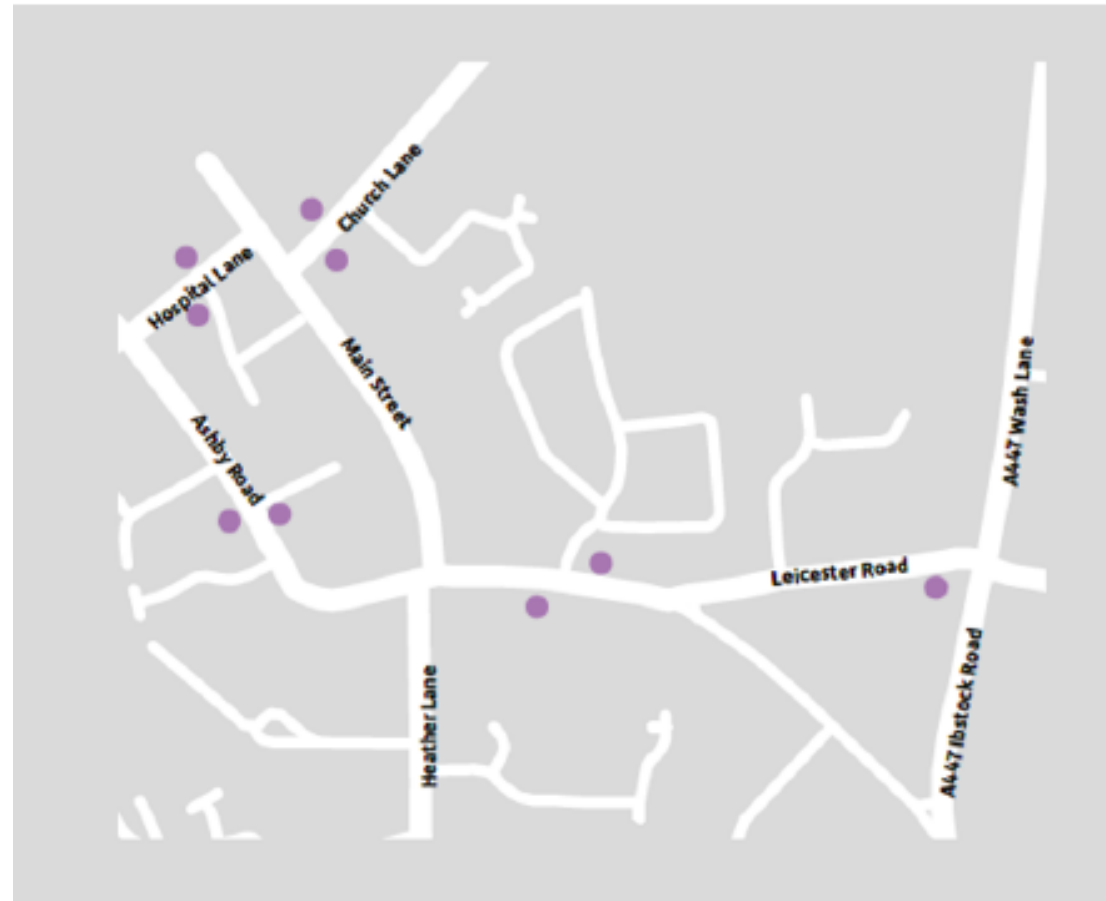 Church Lane
Hospital Lane
Main Street
Ashby Road
A447 Wash Lane
Leicester Road
Heather Lane
A447 Ibstock Road